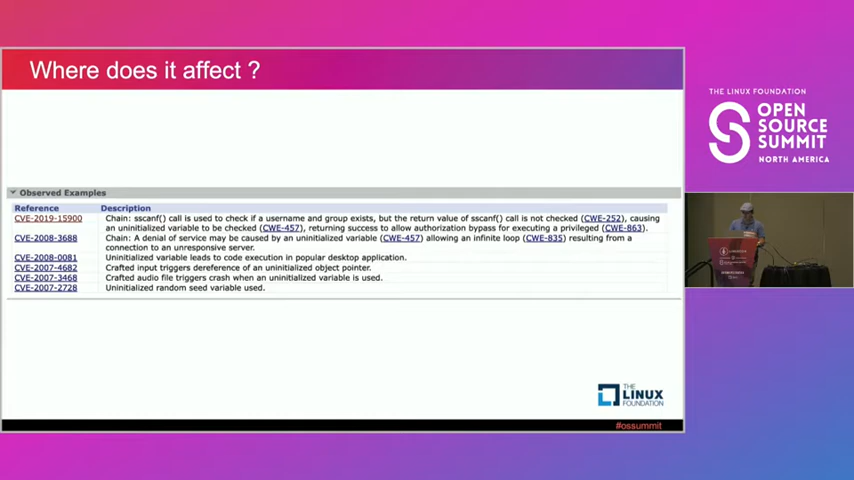 Where does it affect ?
Observed Examples
Reference Description
CVE-2019-15900 Chain: sscanf() call is used to check if a username and group exists, but the return value of sscanf() call is not checked (CWE-252), causing
an uninitialized variable to be checked (CWE-457), returning success to allow authorization bypass for executing a privileged (CWE-863).
CVE-2008-3688 Chain: A denial of service may be caused by an uninitialized variable (CWE-457) allowing an infinite loop (CWE-835) resulting from a
connection to an unresponsive server.
CVE-2008-0081 Uninitialized variable leads to code execution in popular desktop application.
CVE-2007-4682 Crafted input triggers dereference of an uninitialized object pointer.
CVE-2007-3468 Crafted audio file triggers crash when an uninitialized variable is used.
CVE-2007-2728 Uninitialized random seed variable used.
THE
LINUX
FOUNDATION
#ossummit
THE LINUX FOUNDATION
OPEN
SOURCE
SUMMIT
NORTH AMERICA